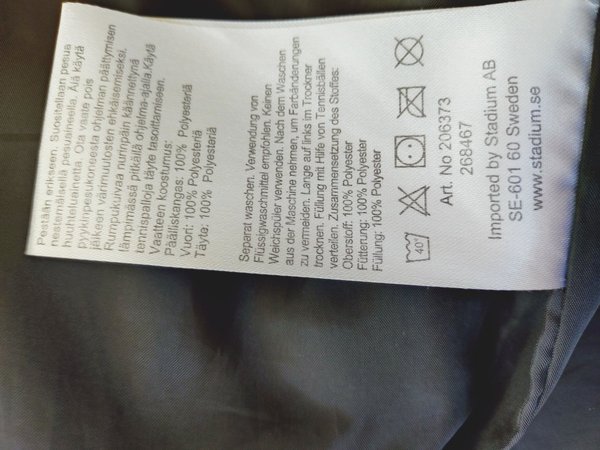 Pestään erikseen. Suositellaan pesua
nestemäisellä pesuaineella. Älä käytä
huuhteluainetta. Ota vaate pois
pyykinpesukoneesta ohjelman päättymisen
jälkeen värimuutosten ehkäisemiseksi.
Rumpukuivaa nurinpäin käännettynä
lämpimässä pitkällä ohjelma-ajalla.Käytä
tennispalloja täyte tasoittamiseen.
Vaatteen koostumus:
Päälliskangas: 100% Polyesteriä
Vuori: 100% Polyesteriä
Täyte: 100% Polyesteriä
Separat waschen. Verwendung von
Flüssigwaschmittel empfohlen. Keinen
Weichspüler verwenden. Nach dem Waschen
aus der Maschine nehmen, um Farbänderungen
zu vermeiden. Lange auf links im Trockner
trocknen. Füllung mit Hilfe von Tennisbällen
verteilen. Zusammensetzung des Stoffes:
Oberstoff: 100% Polyester
Fütterung: 100% Polyester
Füllung: 100% Polyester
40°
Art. No 206373
268467
Imported by Stadium AB
SE-601 60 Sweden
www.stadium.se